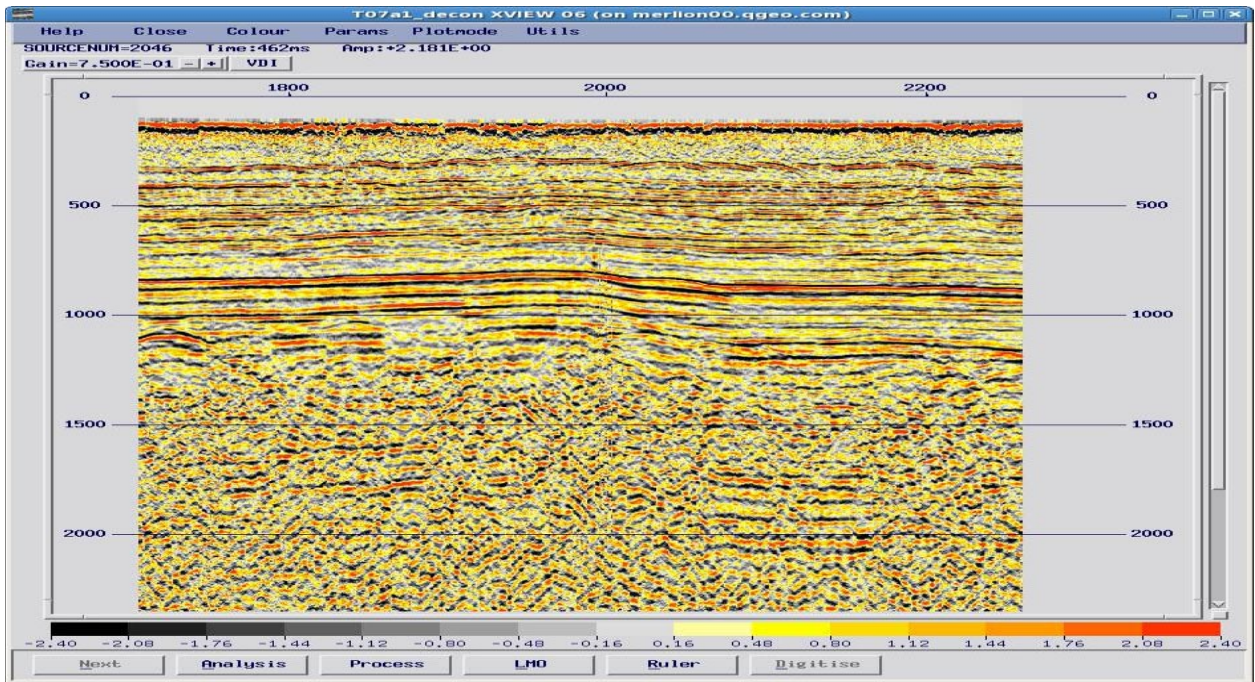 T07a1_decon XVIEW 06 (on merlion00.qgeo.com)
Help Close Colour Params Plotmode Utils
SOURCENUM=2046 Time:462ms Amp:+2.181E+00
Gain=7.500E-01 - + VDI
1800 2000 2200
0 0
500 500
1000 1000
1500 1500
2000 2000
-2.40 -2.08 -1.76 -1.44 -1.12 -0.80 -0.48 -0.16 0.16 0.48 0.80 1.12 1.44 1.76 2.08 2.40
Next Analysis Process LMO Ruler Digitise